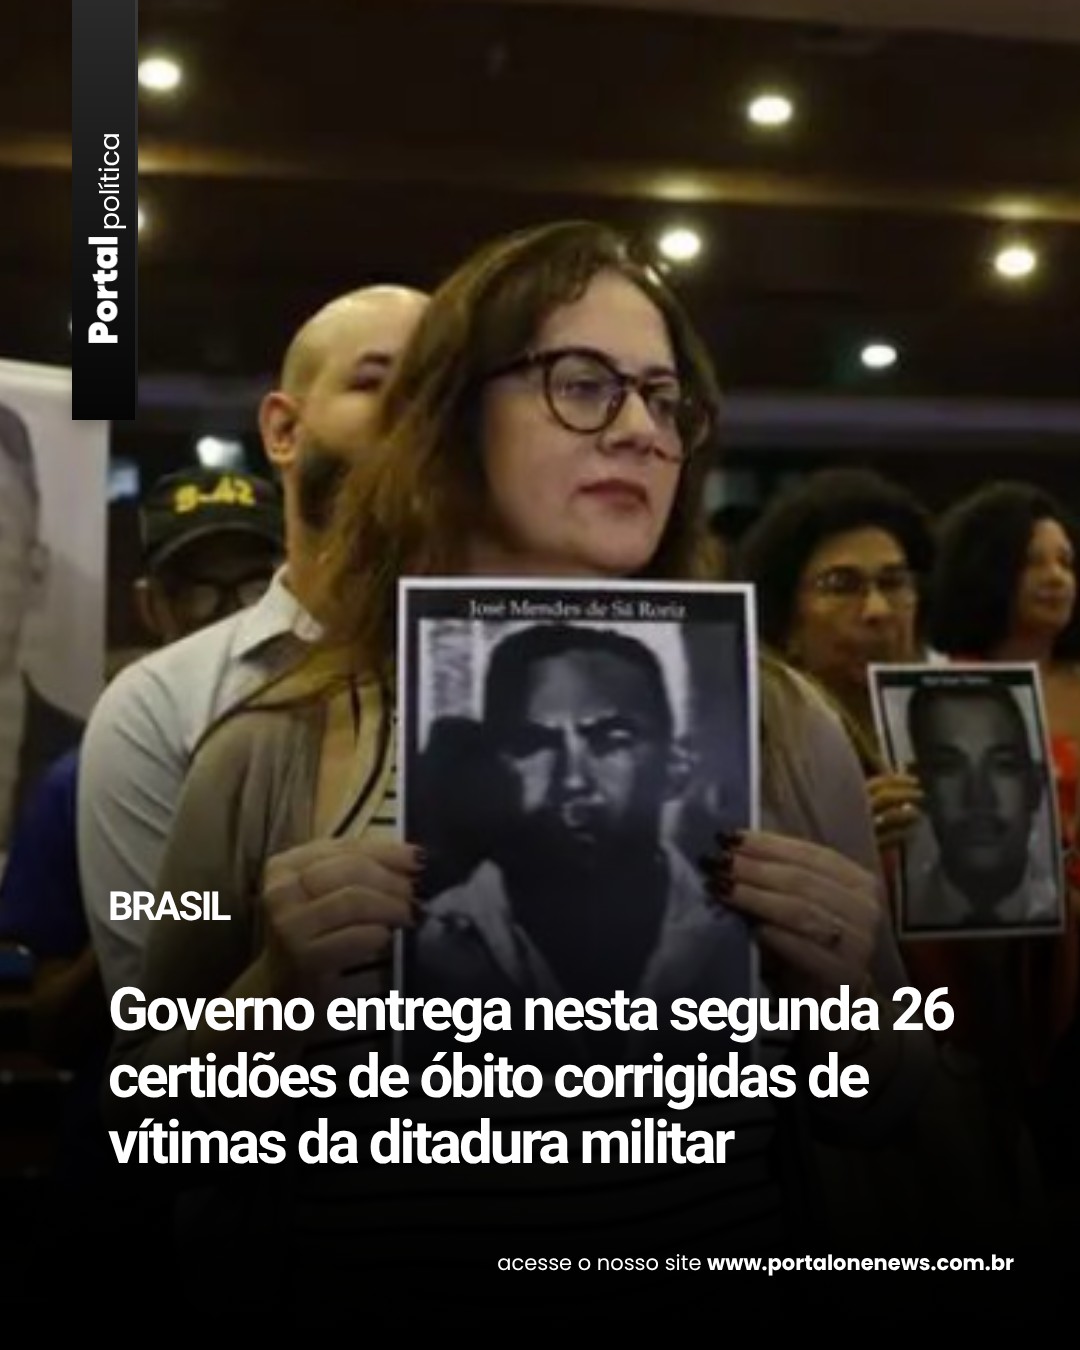 Portal política
B-42
José Mendes de Sá Roriz
BRASIL
Governo entrega nesta segunda 26
certidões de óbito corrigidas de
vítimas da ditadura militar
acesse o nosso site www.portalonenews.com.br